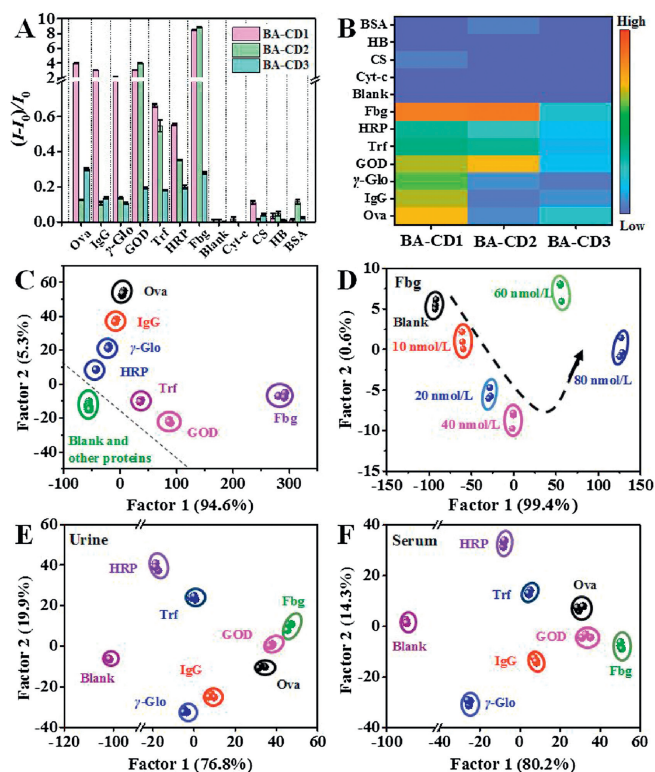 A
BA-CD1
BA-CD2
BA-CD3
(I-I0)/I0
10
8
6
4
2
0.6
0.4
0.2
0.0
Ova
IgG
γ-Glo
GOD
Trf
HRP
Fbg
Blank
Cyt-c
CS
HB
BSA
B
BSA
HB
CS
Cyt-c
Blank
Fbg
HRP
Trf
GOD
γ-Glo
IgG
Ova
BA-CD1 BA-CD2 BA-CD3
High
Low
C
Factor 2 (5.3%)
60
40
20
0
-20
-40
Ova
IgG
γ-Glo
HRP
Trf
Fbg
GOD
Blank and
other proteins
-100 0 100 200 300
Factor 1 (94.6%)
D
Factor 2 (0.6%)
10
5
0
-5
-10
-15
Fbg
Blank
60 nmol/L
10 nmol/L
20 nmol/L
80 nmol/L
40 nmol/L
-150 -100 -50 0 50 100 150
Factor 1 (99.4%)
E
Urine
Factor 2 (19.9%)
60
40
20
0
-20
-40
HRP
Trf
Fbg
GOD
Blank
IgG
Ova
γ-Glo
-120 -100 -20 0 20 40 60
Factor 1 (76.8%)
F
Serum
Factor 2 (14.3%)
40
20
0
-20
-40
HRP
Trf
Ova
GOD
Blank
IgG
Fbg
γ-Glo
-80 -40 -20 0 20 40 60
Factor 1 (80.2%)